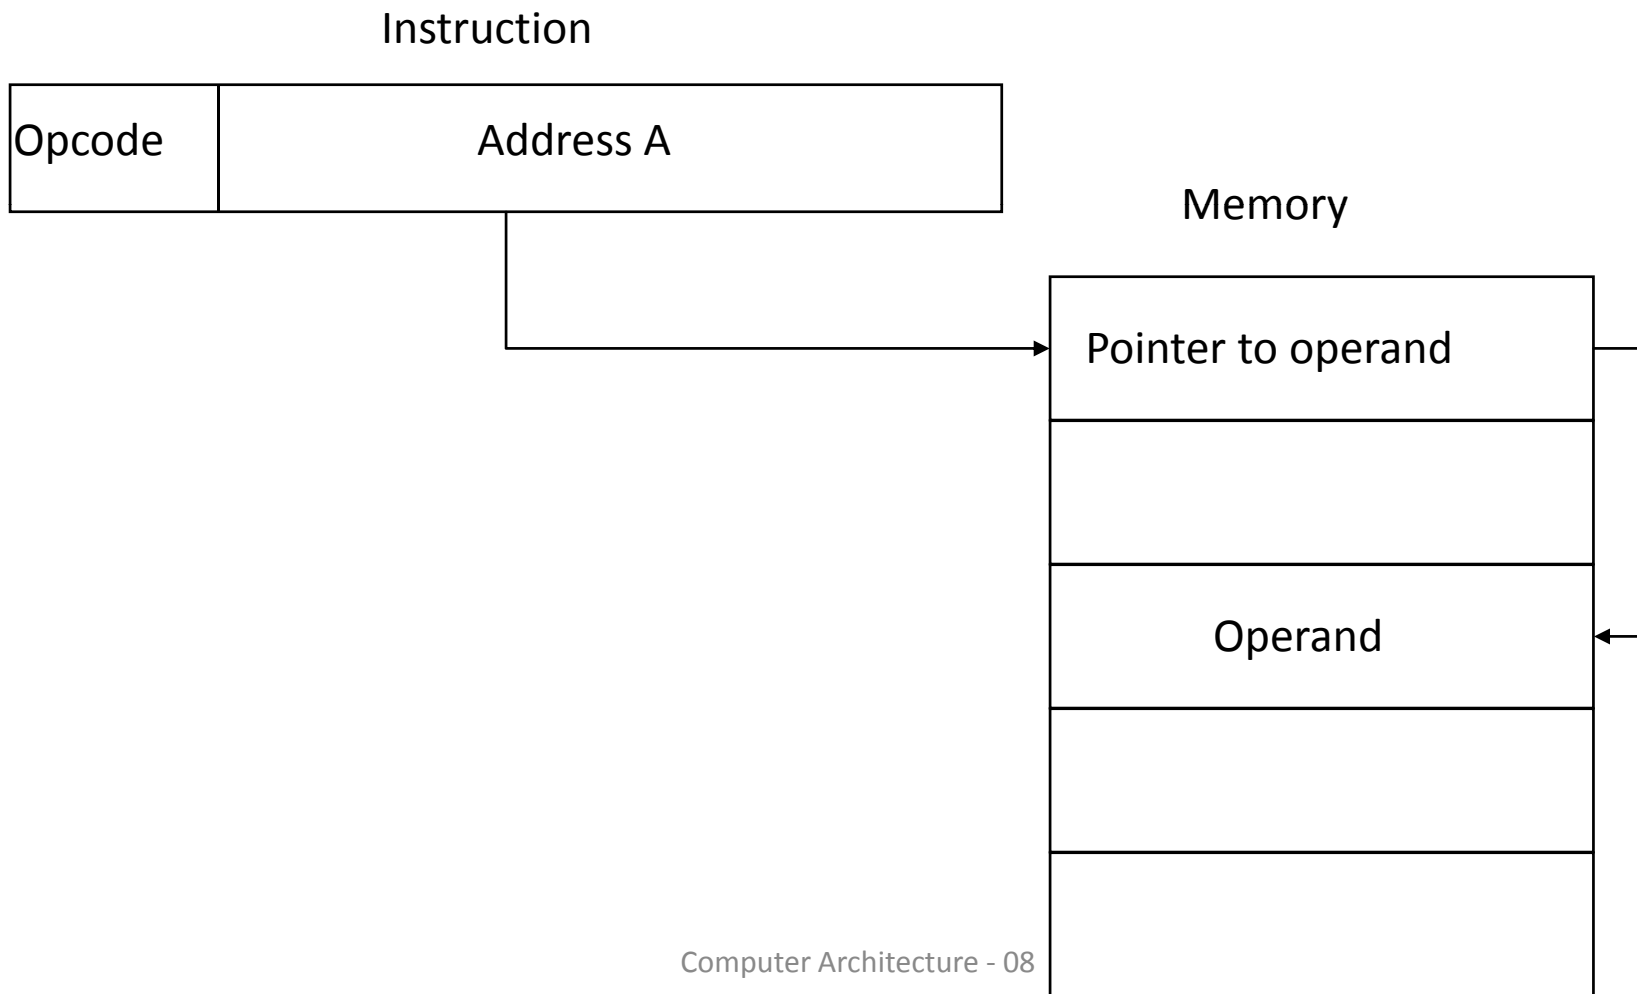 Instruction
Opcode
Address A
Memory
Pointer to operand
Operand
Computer Architecture - 08